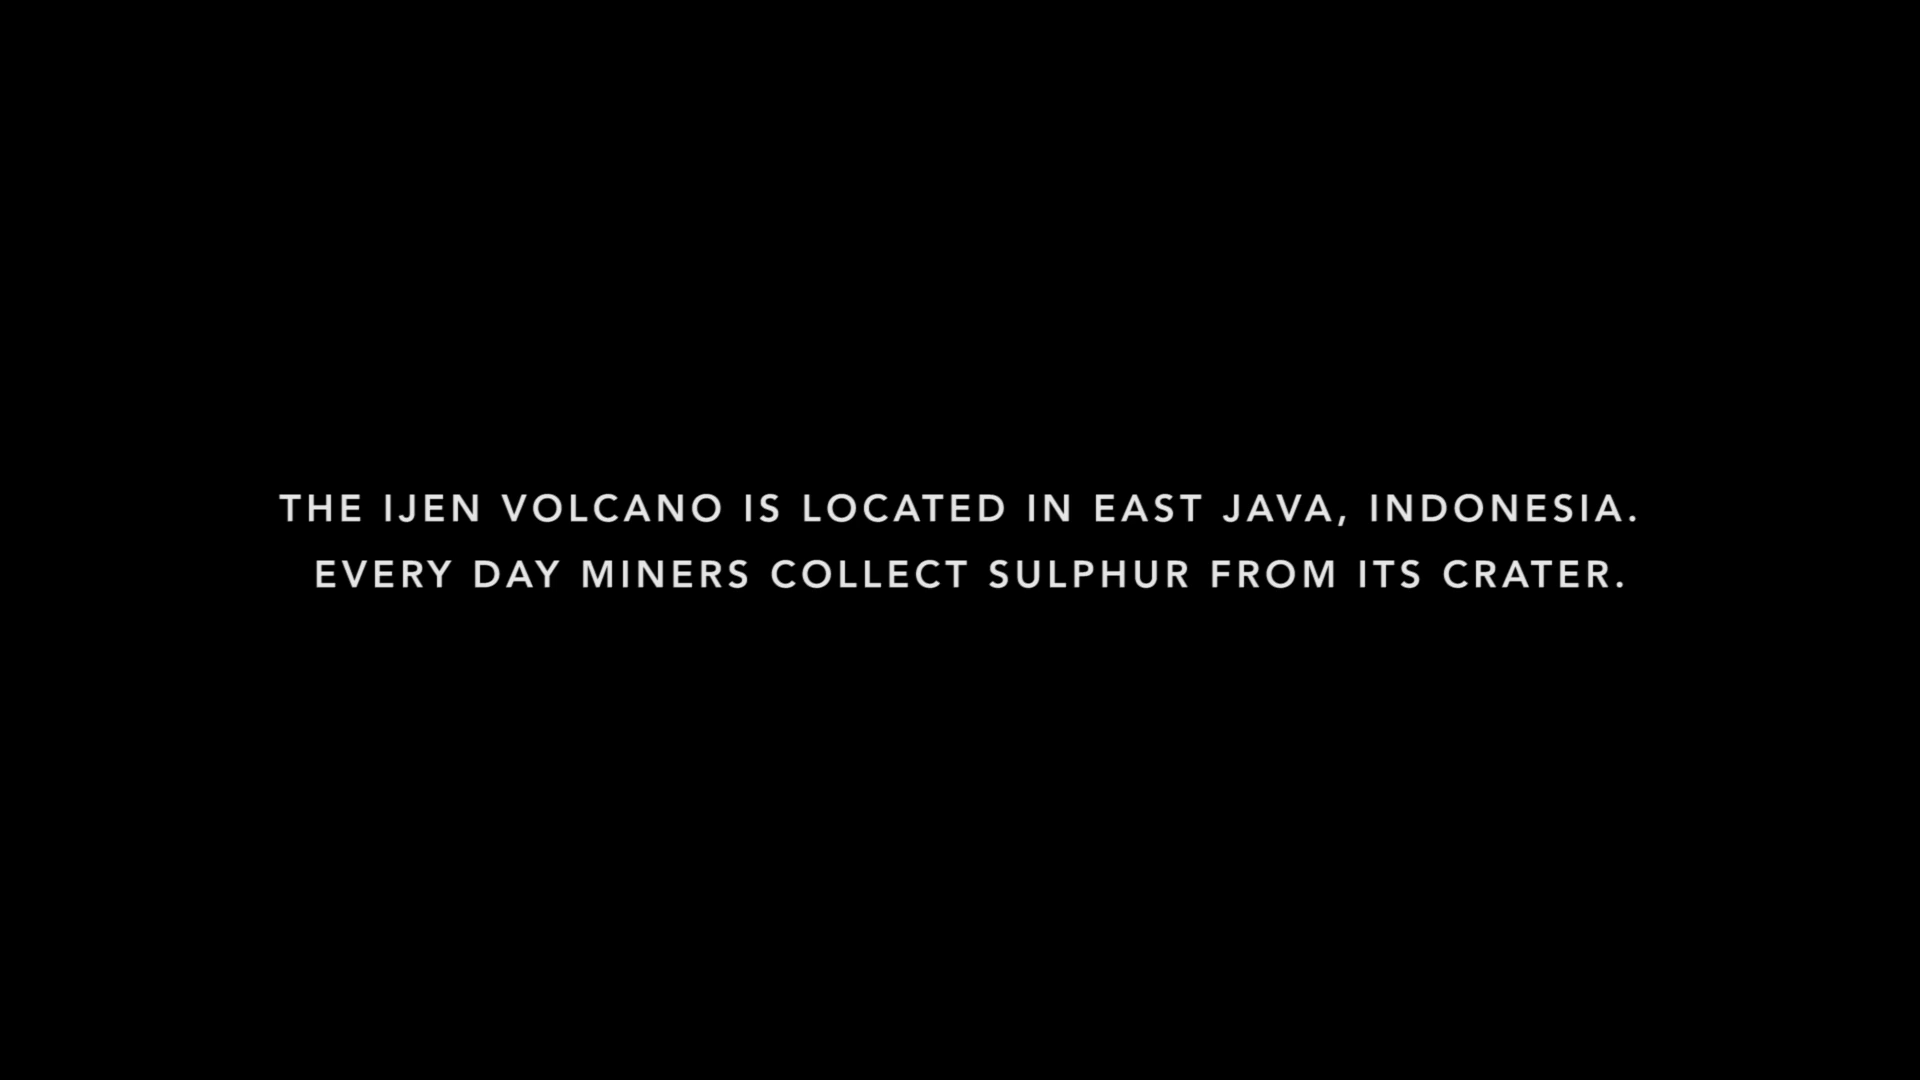 THE IJEN VOLCANO IS LOCATED IN EAST JAVA, INDONESIA.
EVERY DAY MINERS COLLECT SULPHUR FROM ITS CRATER.